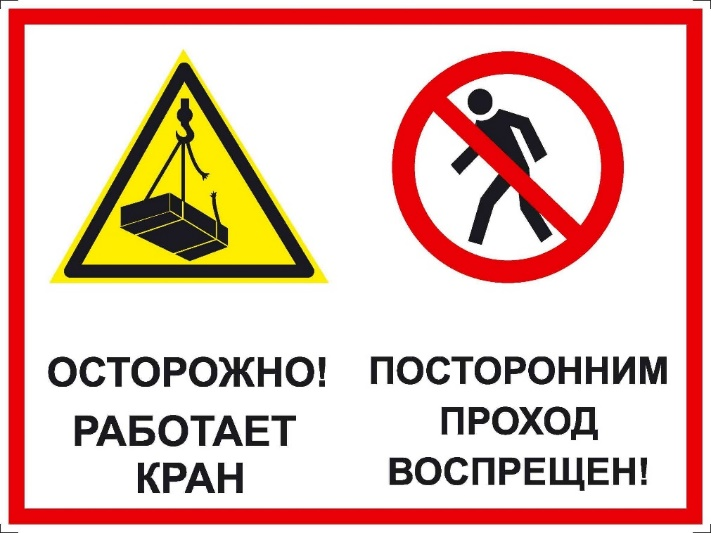 ОСТОРОЖНО!
РАБОТАЕТ
КРАН
ПОСТОРОННИМ
ПРОХОД
ВОСПРЕЩЕН!